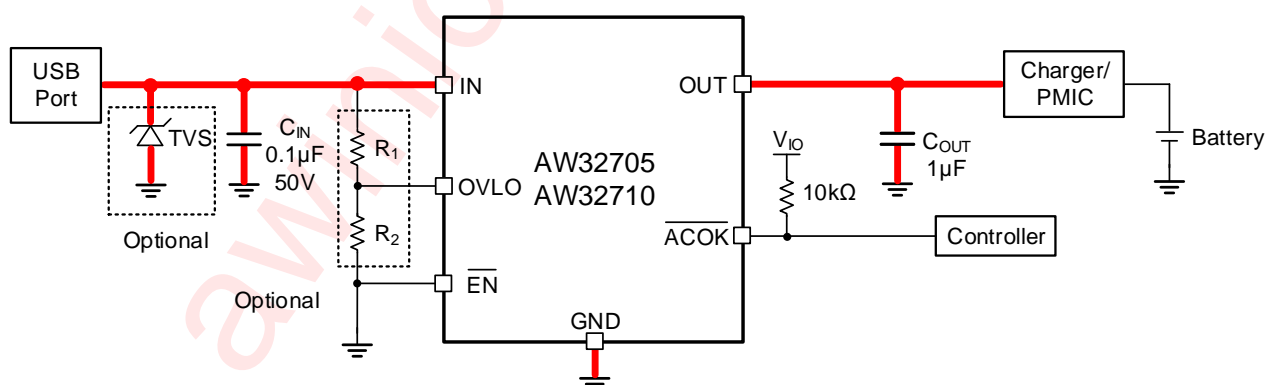 USB
Port
TVS
Optional
C_IN
0.1µF
50V
R₁
R₂
Optional
IN
OVLO
EN
AW32705
AW32710
GND
OUT
ACOK
V_IO
10kΩ
C_OUT
1µF
Controller
Charger/
PMIC
Battery
awinic